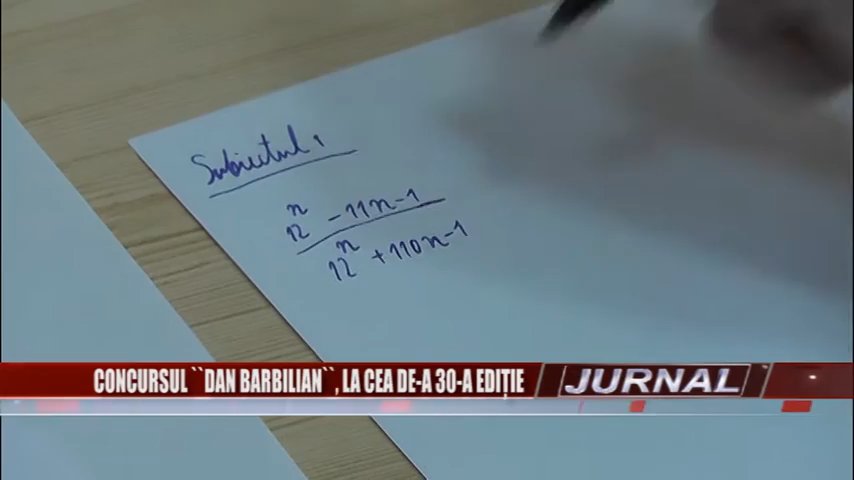 Subiectul 1
12^n - 11n - 1
12^n + 110n - 1
CONCURSUL ``DAN BARBILIAN``, LA CEA DE-A 30-A EDIȚIE
JURNAL